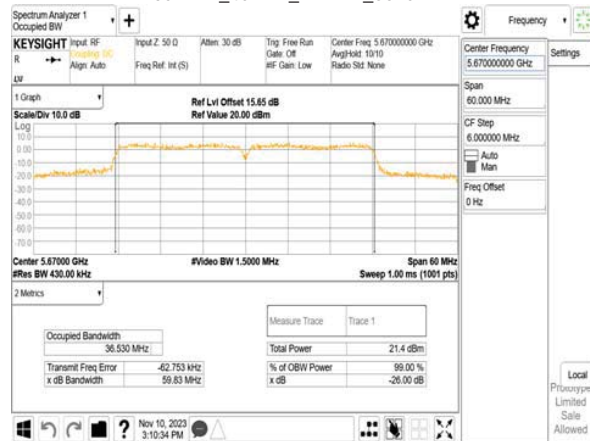 Spectrum Analyzer 1
Occupied BW
+
Frequency
KEYSIGHT Input: RF Input Z: 50 Ω Atten: 30 dB Trig: Free Run Center Freq: 5.670000000 GHz
R Coupling: DC Gate: Off Avg|Hold: 10/10
Align: Auto Freq Ref: Int (S) #IF Gain: Low Radio Std: None
LW
Center Frequency
5.670000000 GHz
Settings
Span
60.000 MHz
CF Step
6.000000 MHz
Auto
Man
Freq Offset
0 Hz
1 Graph
Ref Lvl Offset 15.65 dB
Scale/Div 10.0 dB Ref Value 20.00 dBm
Log
10.0
0.00
-10.0
-20.0
-30.0
-40.0
-50.0
-60.0
-70.0
Center 5.67000 GHz #Video BW 1.5000 MHz Span 60 MHz
#Res BW 430.00 kHz Sweep 1.00 ms (1001 pts)
2 Metrics
Measure Trace Trace 1
Occupied Bandwidth
36.530 MHz Total Power 21.4 dBm
Transmit Freq Error -62.753 kHz % of OBW Power 99.00 %
x dB Bandwidth 59.83 MHz x dB -26.00 dB
Local
Prototype
Limited
Sale
Allowed
? Nov 10, 2023
3:10:34 PM